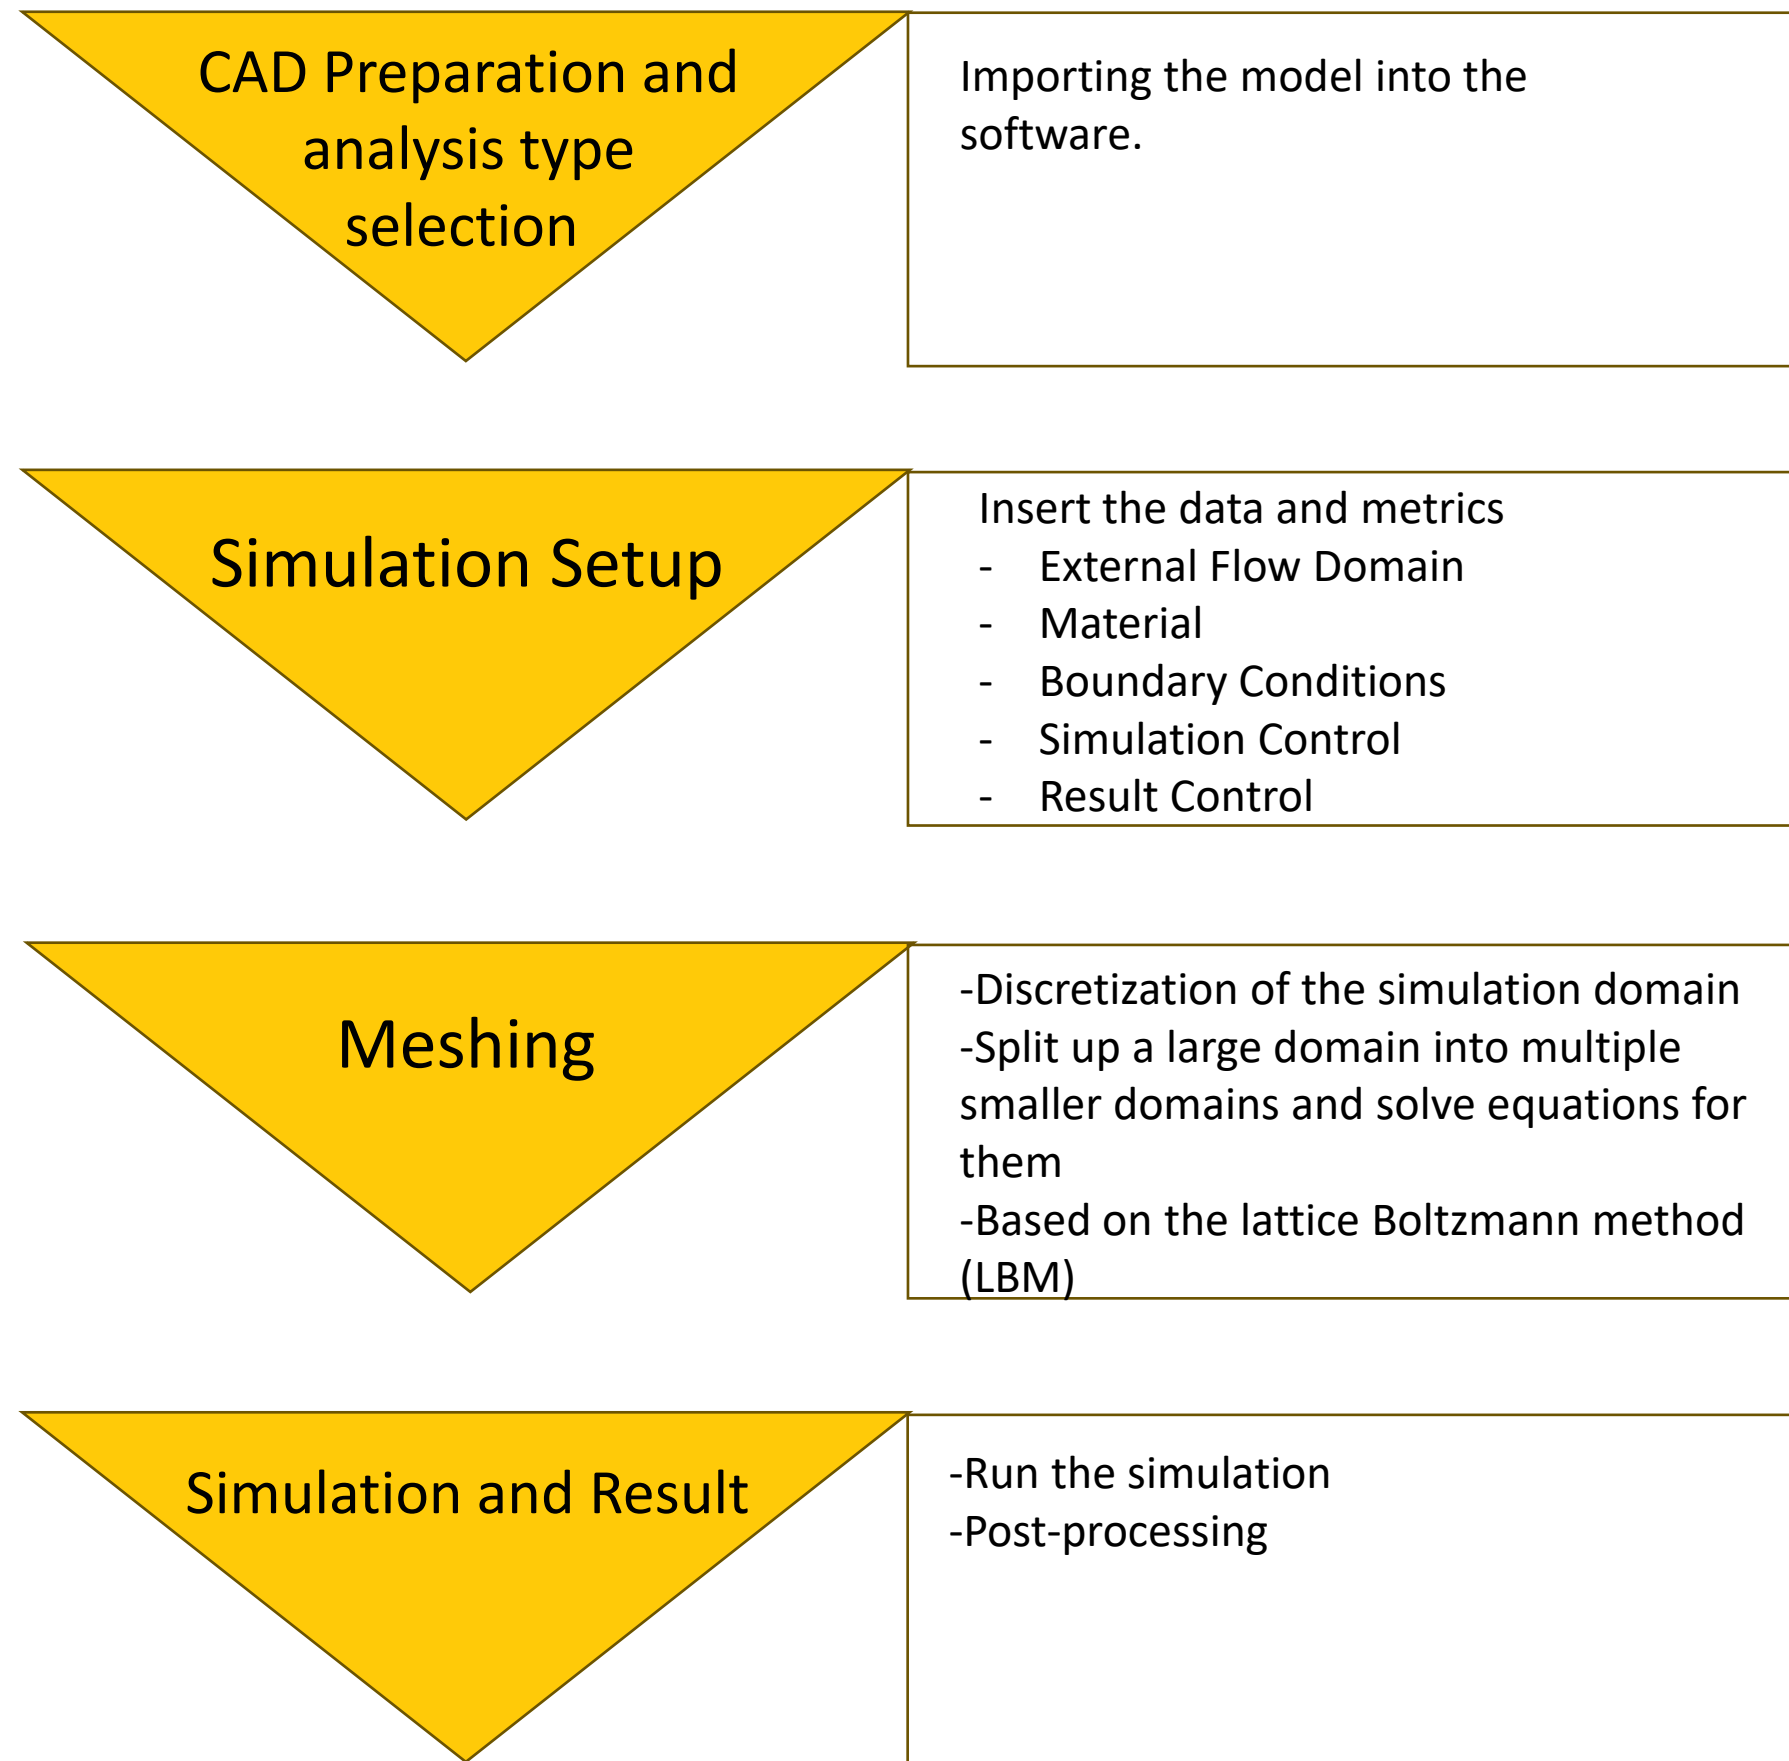 CAD Preparation and
analysis type
selection
Importing the model into the
software.
Simulation Setup
Insert the data and metrics
- External Flow Domain
- Material
- Boundary Conditions
- Simulation Control
- Result Control
Meshing
-Discretization of the simulation domain
-Split up a large domain into multiple
smaller domains and solve equations for
them
-Based on the lattice Boltzmann method
(LBM)
Simulation and Result
-Run the simulation
-Post-processing